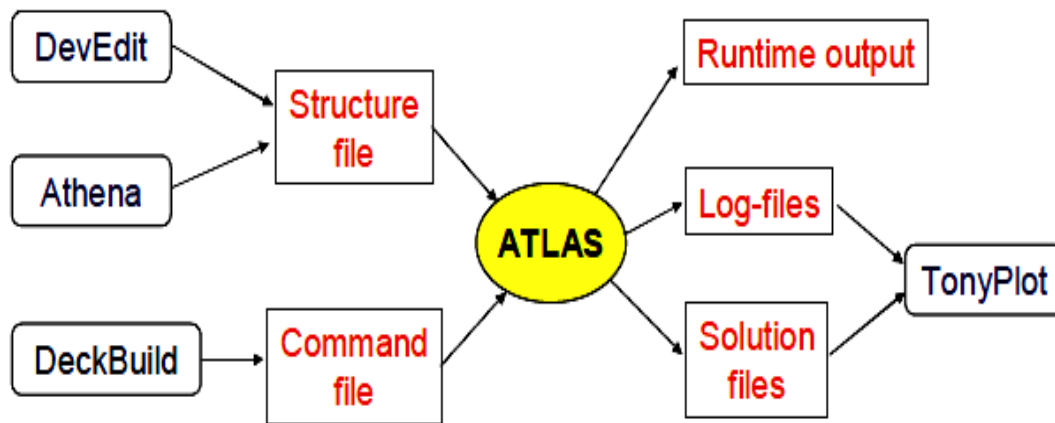 DevEdit
Athena
DeckBuild
Structure
file
Command
file
ATLAS
Runtime output
Log-files
Solution
files
TonyPlot